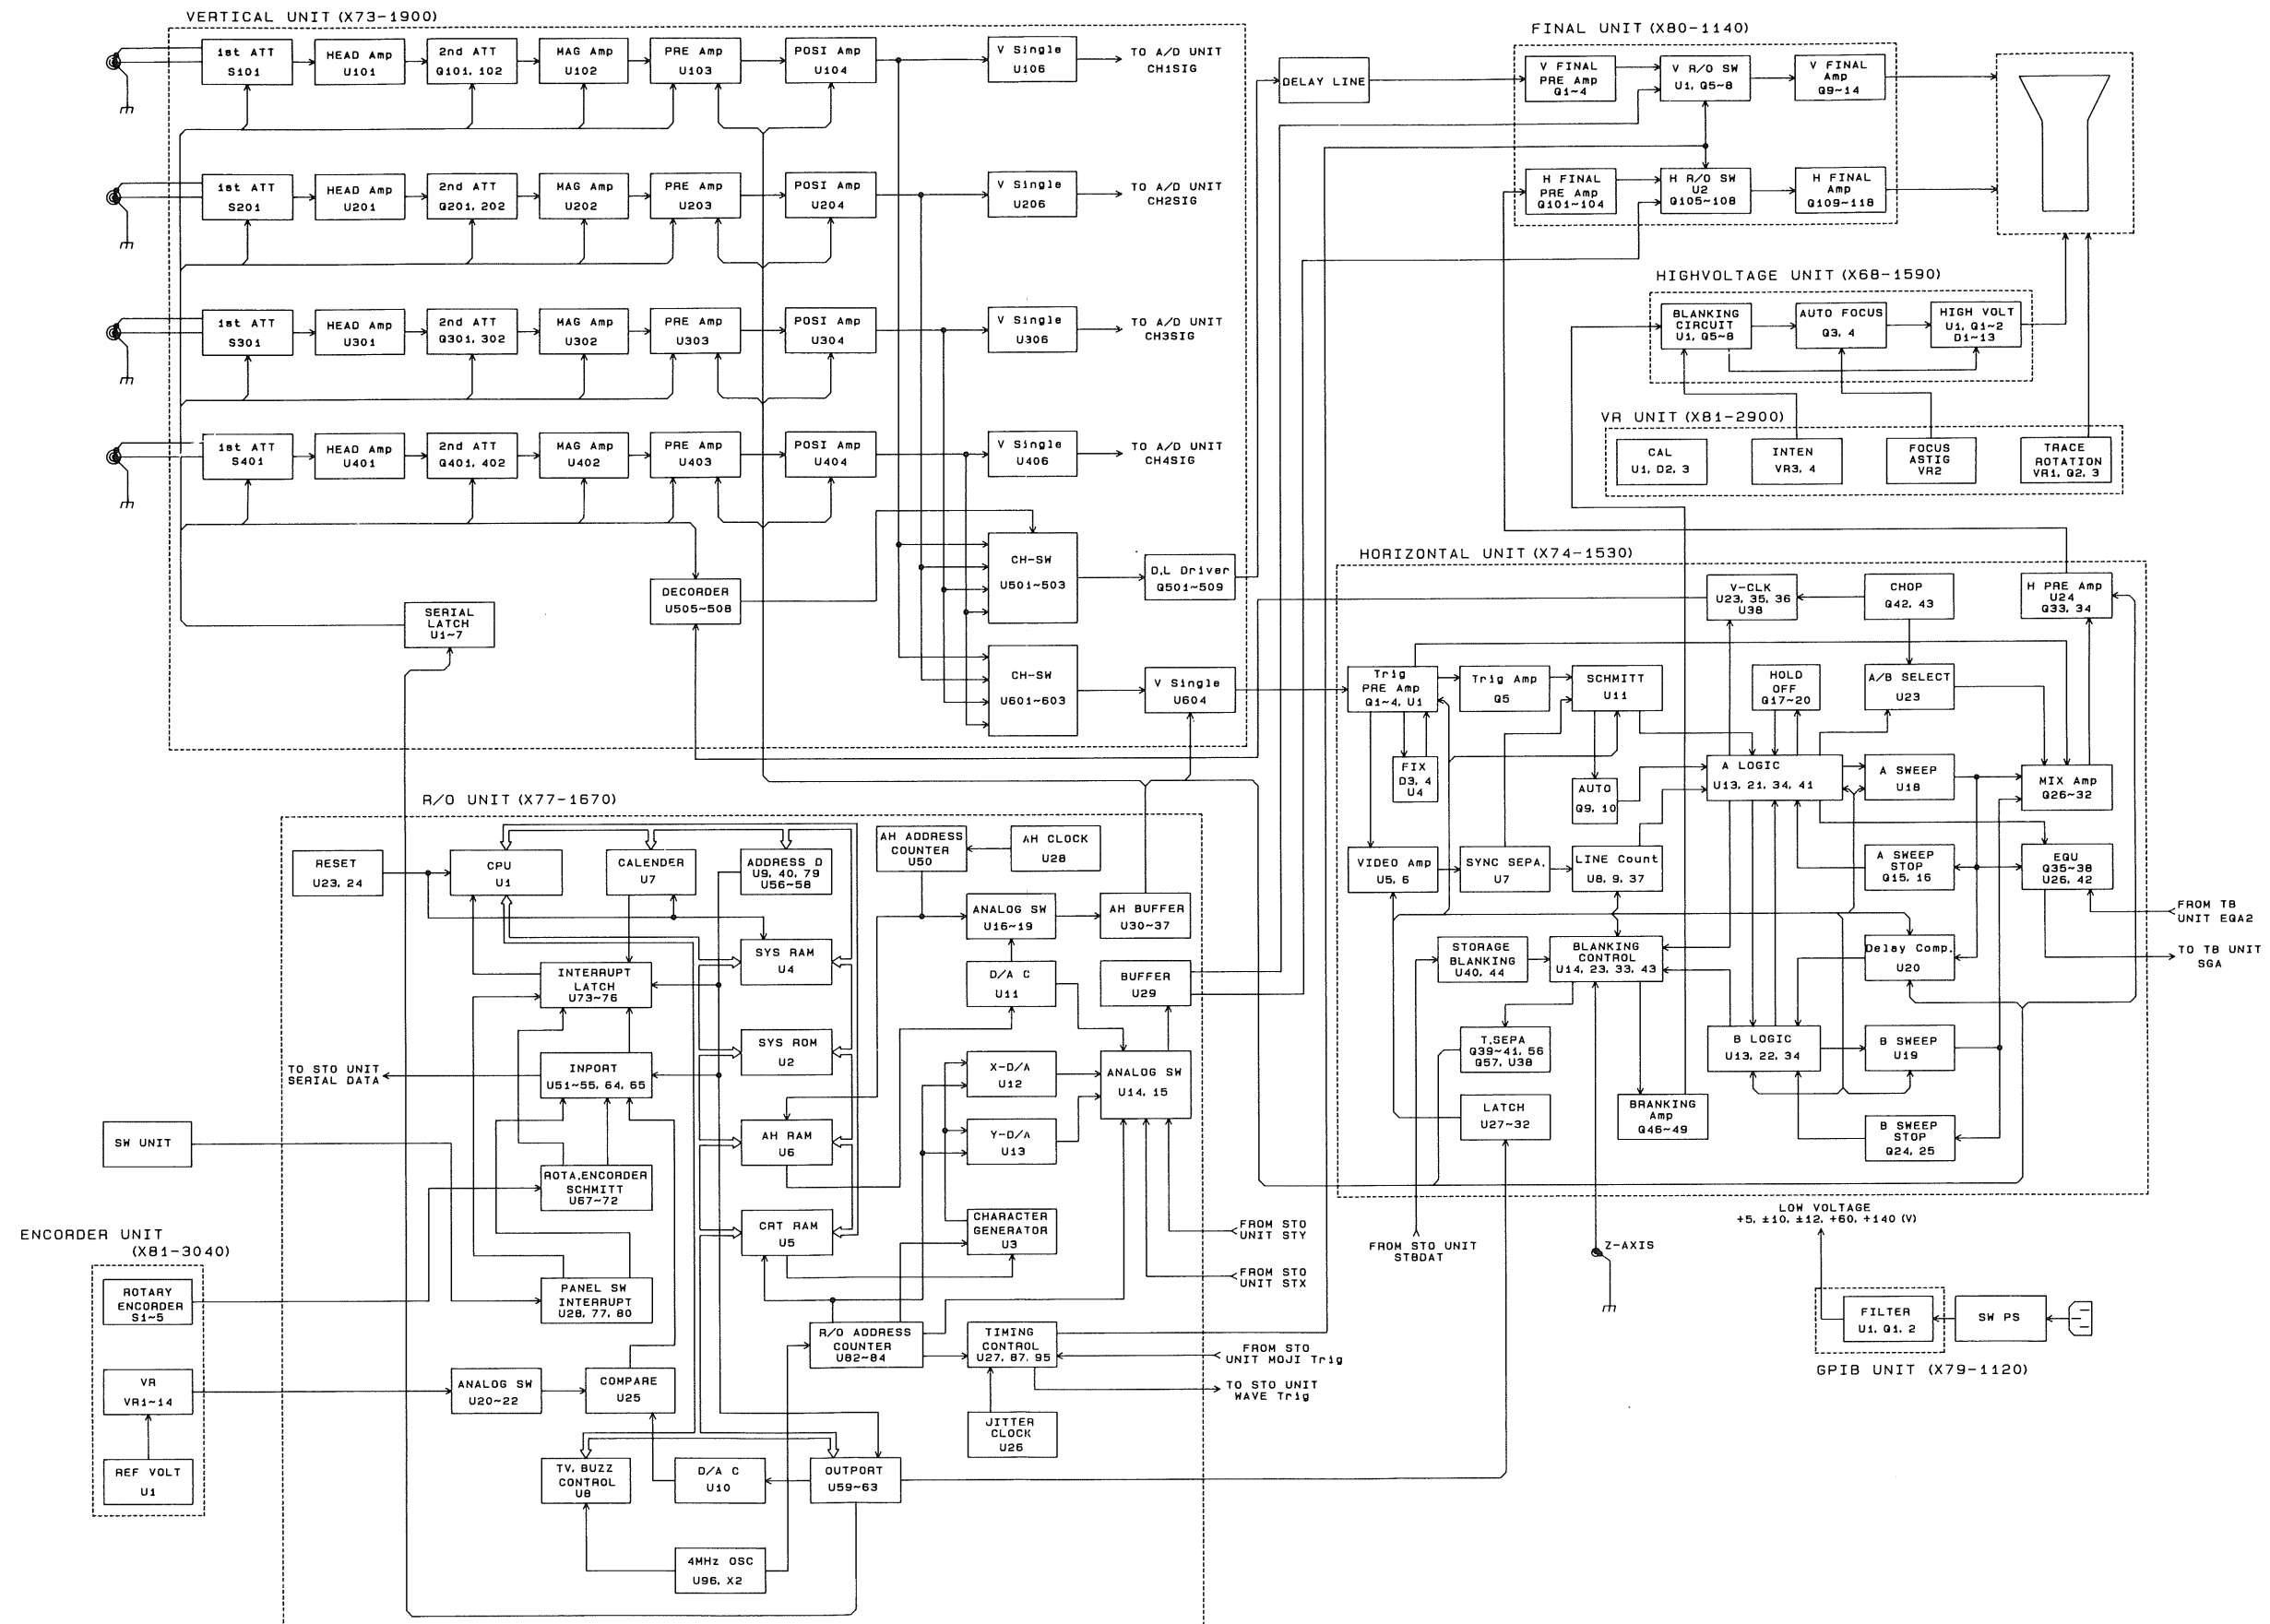 VERTICAL UNIT (X73-1900)
1st ATT
S101
HEAD Amp
U101
2nd ATT
Q101, 102
MAG Amp
U102
PRE Amp
U103
POSI Amp
U104
V Single
U106
TO A/D UNIT
CH1SIG
1st ATT
S201
HEAD Amp
U201
2nd ATT
Q201, 202
MAG Amp
U202
PRE Amp
U203
POSI Amp
U204
V Single
U206
TO A/D UNIT
CH2SIG
1st ATT
S301
HEAD Amp
U301
2nd ATT
Q301, 302
MAG Amp
U302
PRE Amp
U303
POSI Amp
U304
V Single
U306
TO A/D UNIT
CH3SIG
1st ATT
S401
HEAD Amp
U401
2nd ATT
Q401, 402
MAG Amp
U402
PRE Amp
U403
POSI Amp
U404
V Single
U406
TO A/D UNIT
CH4SIG
CH-SW
U501~503
D.L Driver
Q501~509
DECORDER
U505~508
SERIAL
LATCH
U1~7
CH-SW
U601~603
V Single
U604
DELAY LINE
FINAL UNIT (X80-1140)
V FINAL
PRE Amp
Q1~4
V R/O SW
U1, Q5~8
V FINAL
Amp
Q9~14
H FINAL
PRE Amp
Q101~104
H R/O SW
U2
Q105~108
H FINAL
Amp
Q109~118
HIGHVOLTAGE UNIT (X68-1590)
BLANKING
CIRCUIT
U1, Q5~8
AUTO FOCUS
Q3, 4
HIGH VOLT
U1, Q1~2
D1~13
VR UNIT (X81-2900)
CAL
U1, D2, 3
INTEN
VR3, 4
FOCUS
ASTIG
VR2
TRACE
ROTATION
VR1, Q2, 3
HORIZONTAL UNIT (X74-1530)
V-CLK
U23, 35, 36
U38
CHOP
Q42, 43
H PRE Amp
U24
Q33, 34
Trig
PRE Amp
Q1~4, U1
Trig Amp
Q5
SCHMITT
U11
HOLD
OFF
Q17~20
A/B SELECT
U23
FIX
D3, 4
U4
AUTO
Q9, 10
A LOGIC
U13, 21, 34, 41
A SWEEP
U18
MIX Amp
Q26~32
VIDEO Amp
U5, 6
SYNC SEPA.
U7
LINE Count
U8, 9, 37
A SWEEP
STOP
Q15, 16
EQU
Q35~38
U26, 42
FROM TB
UNIT EQA2
STORAGE
BLANKING
U40, 44
BLANKING
CONTROL
U14, 23, 33, 43
Delay Comp.
U20
TO TB UNIT
SGA
T.SEPA
Q39~41, 56
Q57, U38
B LOGIC
U13, 22, 34
B SWEEP
U19
LATCH
U27~32
BRANKING
Amp
Q46~49
B SWEEP
STOP
Q24, 25
FROM STO UNIT
STBDAT
Z-AXIS
LOW VOLTAGE
+5, ±10, ±12, +60, +140 (V)
FILTER
U1, Q1, 2
SW PS
GPIB UNIT (X79-1120)
R/O UNIT (X77-1670)
RESET
U23, 24
CPU
U1
CALENDER
U7
ADDRESS D
U9, 40, 79
U56~58
AH ADDRESS
COUNTER
U50
AH CLOCK
U28
SYS RAM
U4
ANALOG SW
U16~19
AH BUFFER
U30~37
INTERRUPT
LATCH
U73~76
D/A C
U11
BUFFER
U29
TO STO UNIT
SERIAL DATA
INPORT
U51~55, 64, 65
SYS ROM
U2
X-D/A
U12
ANALOG SW
U14, 15
SW UNIT
AH RAM
U6
Y-D/A
U13
ROTA.ENCORDER
SCHMITT
U67~72
CRT RAM
U5
CHARACTER
GENERATOR
U3
FROM STO
UNIT STY
FROM STO
UNIT STX
ENCORDER UNIT
(X81-3040)
ROTARY
ENCORDER
S1~5
PANEL SW
INTERRUPT
U28, 77, 80
R/O ADDRESS
COUNTER
U82~84
TIMING
CONTROL
U27, 87, 95
FROM STO
UNIT MOJI Trig
TO STO UNIT
WAVE Trig
VR
VR1~14
ANALOG SW
U20~22
COMPARE
U25
JITTER
CLOCK
U26
REF VOLT
U1
TV, BUZZ
CONTROL
U8
D/A C
U10
OUTPORT
U59~63
4MHz OSC
U96, X2